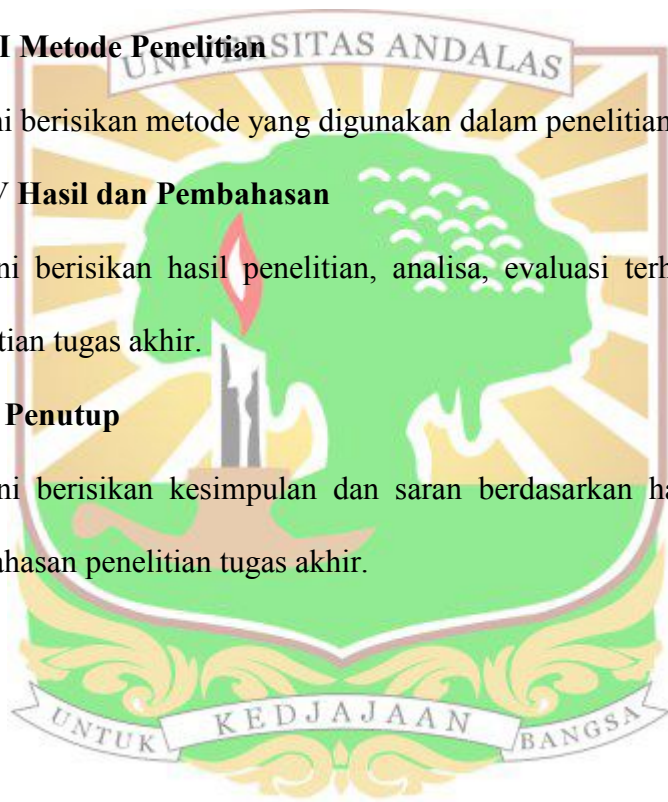 UNIVERSITAS ANDALAS
I Metode Penelitian
ni berisikan metode yang digunakan dalam penelitian
V Hasil dan Pembahasan
ni berisikan hasil penelitian, analisa, evaluasi terh
tian tugas akhir.
Penutup
ni berisikan kesimpulan dan saran berdasarkan ha
ahasan penelitian tugas akhir.
UNTUK KEDJAJAAN BANGSA